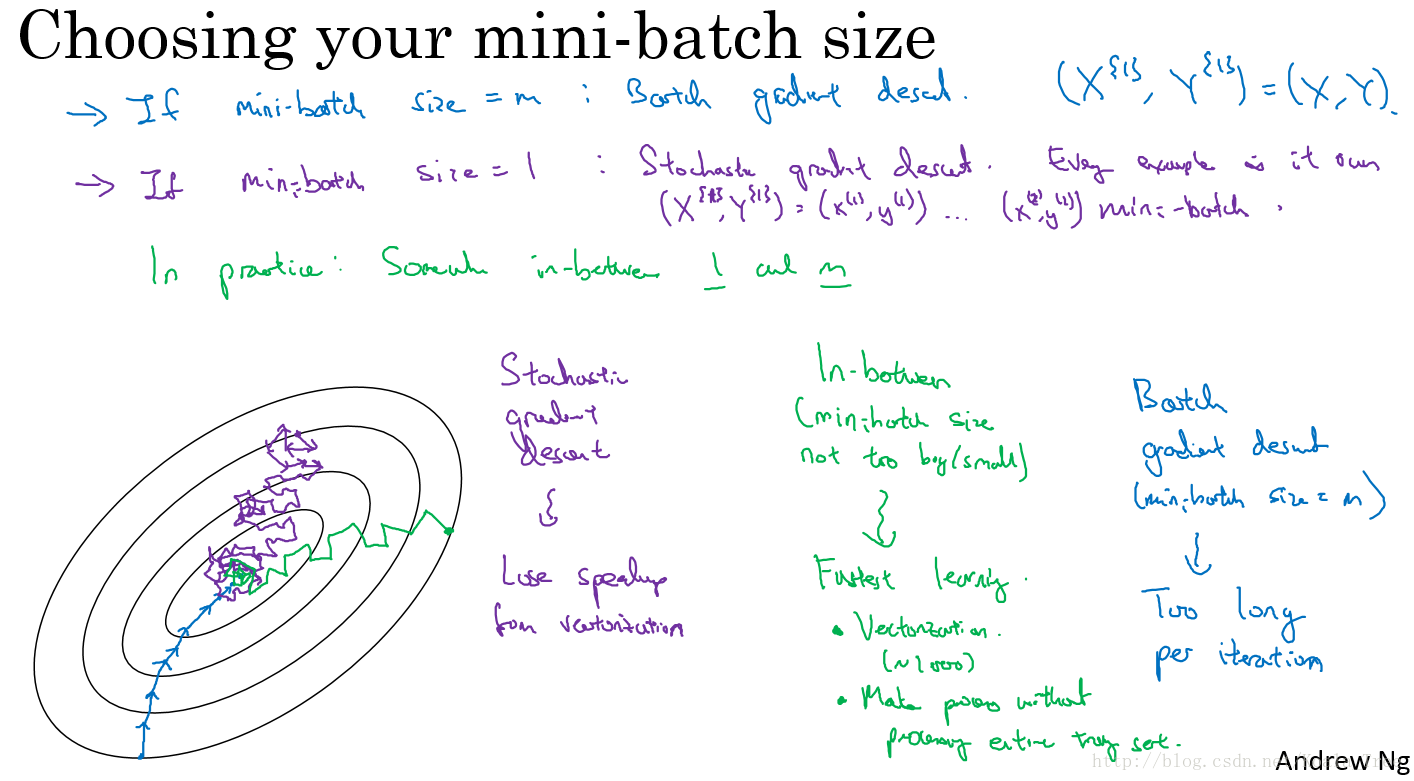 Choosing your mini-batch size
→ If mini-batch size = m : Batch gradient descent. (X^{1}, Y^{1}) = (X, Y).
→ If mini-batch size = 1 : Stochastic gradient descent. Every example is it own
(X^{1}, Y^{1}) = (x^(1), y^(1)) ... (x^(2), y^(2)) mini-batch.
In practice: Somewhere in-between 1 and m
Stochastic
gradient
descent
Lose speedup
from vectorization
In-between
(mini-batch size
not too big/small)
Fastest learning.
• Vectorization.
(~1000)
• Make progress without
processing entire training set.
Batch
gradient descent
(mini-batch size = m)
Too long
per iteration
http://blog.csdn.net/
Andrew Ng